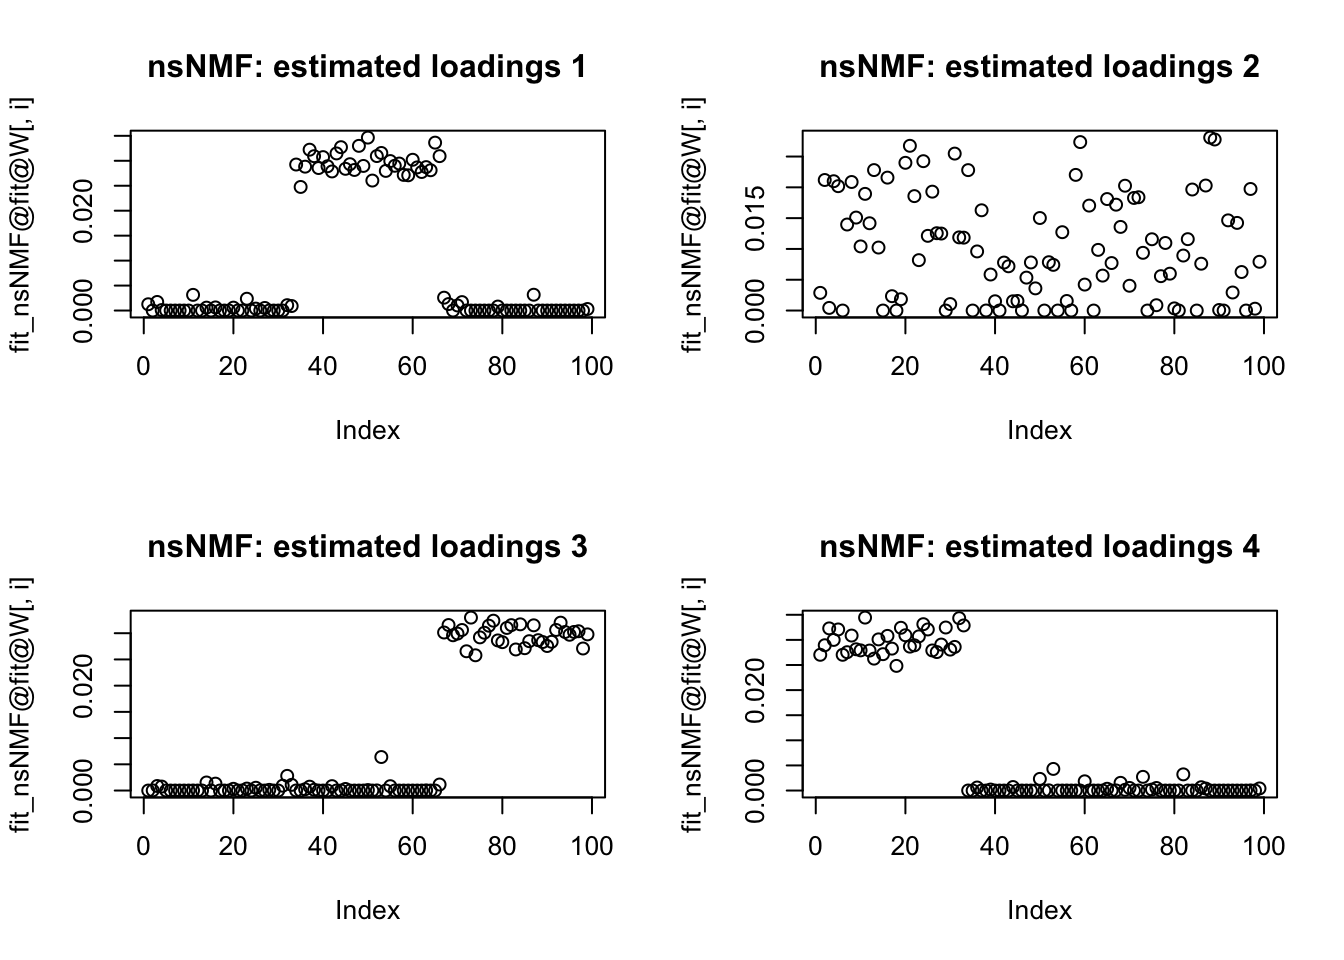 nsNMF: estimated loadings 1
fit_nsNMF@fit@W[, i]
0.020
0.000
0 20 40 60 80 100
Index
nsNMF: estimated loadings 2
fit_nsNMF@fit@W[, i]
0.015
0.000
0 20 40 60 80 100
Index
nsNMF: estimated loadings 3
fit_nsNMF@fit@W[, i]
0.020
0.000
0 20 40 60 80 100
Index
nsNMF: estimated loadings 4
fit_nsNMF@fit@W[, i]
0.020
0.000
0 20 40 60 80 100
Index